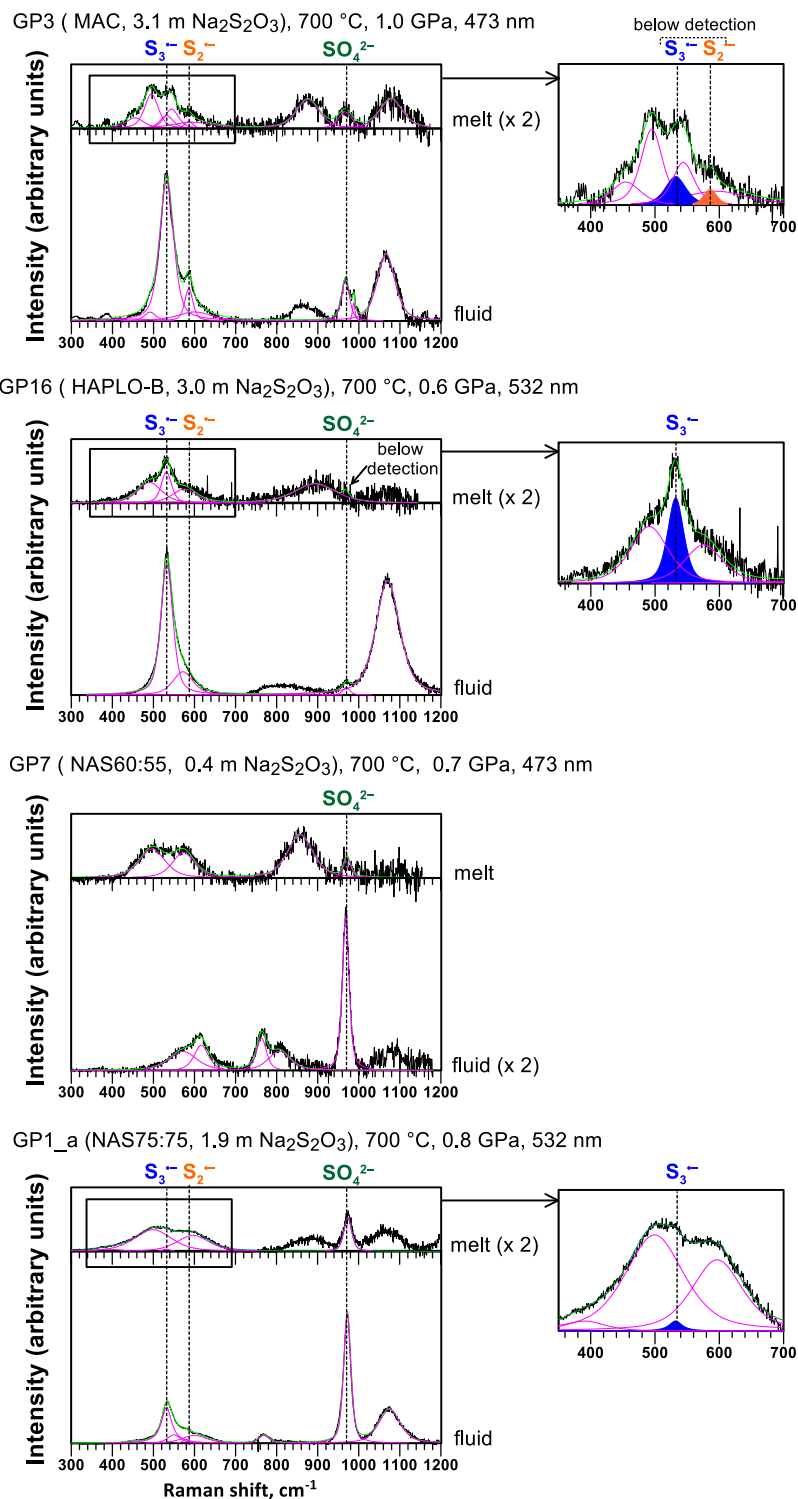 GP3 ( MAC, 3.1 m Na₂S₂O₃), 700 °C, 1.0 GPa, 473 nm
below detection
S₃•− S₂•− SO₄²⁻ S₃•− S₂•−
melt (x 2)
400 500 600 700
Intensity (arbitrary units)
fluid
300 400 500 600 700 800 900 1000 1100 1200
GP16 ( HAPLO-B, 3.0 m Na₂S₂O₃), 700 °C, 0.6 GPa, 532 nm
S₃•− S₂•− SO₄²⁻ S₃•−
below
detection
melt (x 2)
400 500 600 700
Intensity (arbitrary units)
fluid
300 400 500 600 700 800 900 1000 1100 1200
GP7 ( NAS60:55, 0.4 m Na₂S₂O₃), 700 °C, 0.7 GPa, 473 nm
SO₄²⁻
melt
Intensity (arbitrary units)
fluid (x 2)
300 400 500 600 700 800 900 1000 1100 1200
GP1_a (NAS75:75, 1.9 m Na₂S₂O₃), 700 °C, 0.8 GPa, 532 nm
S₃•− S₂•− SO₄²⁻ S₃•−
melt (x 2)
400 500 600 700
Intensity (arbitrary units)
fluid
300 400 500 600 700 800 900 1000 1100 1200
Raman shift, cm⁻¹